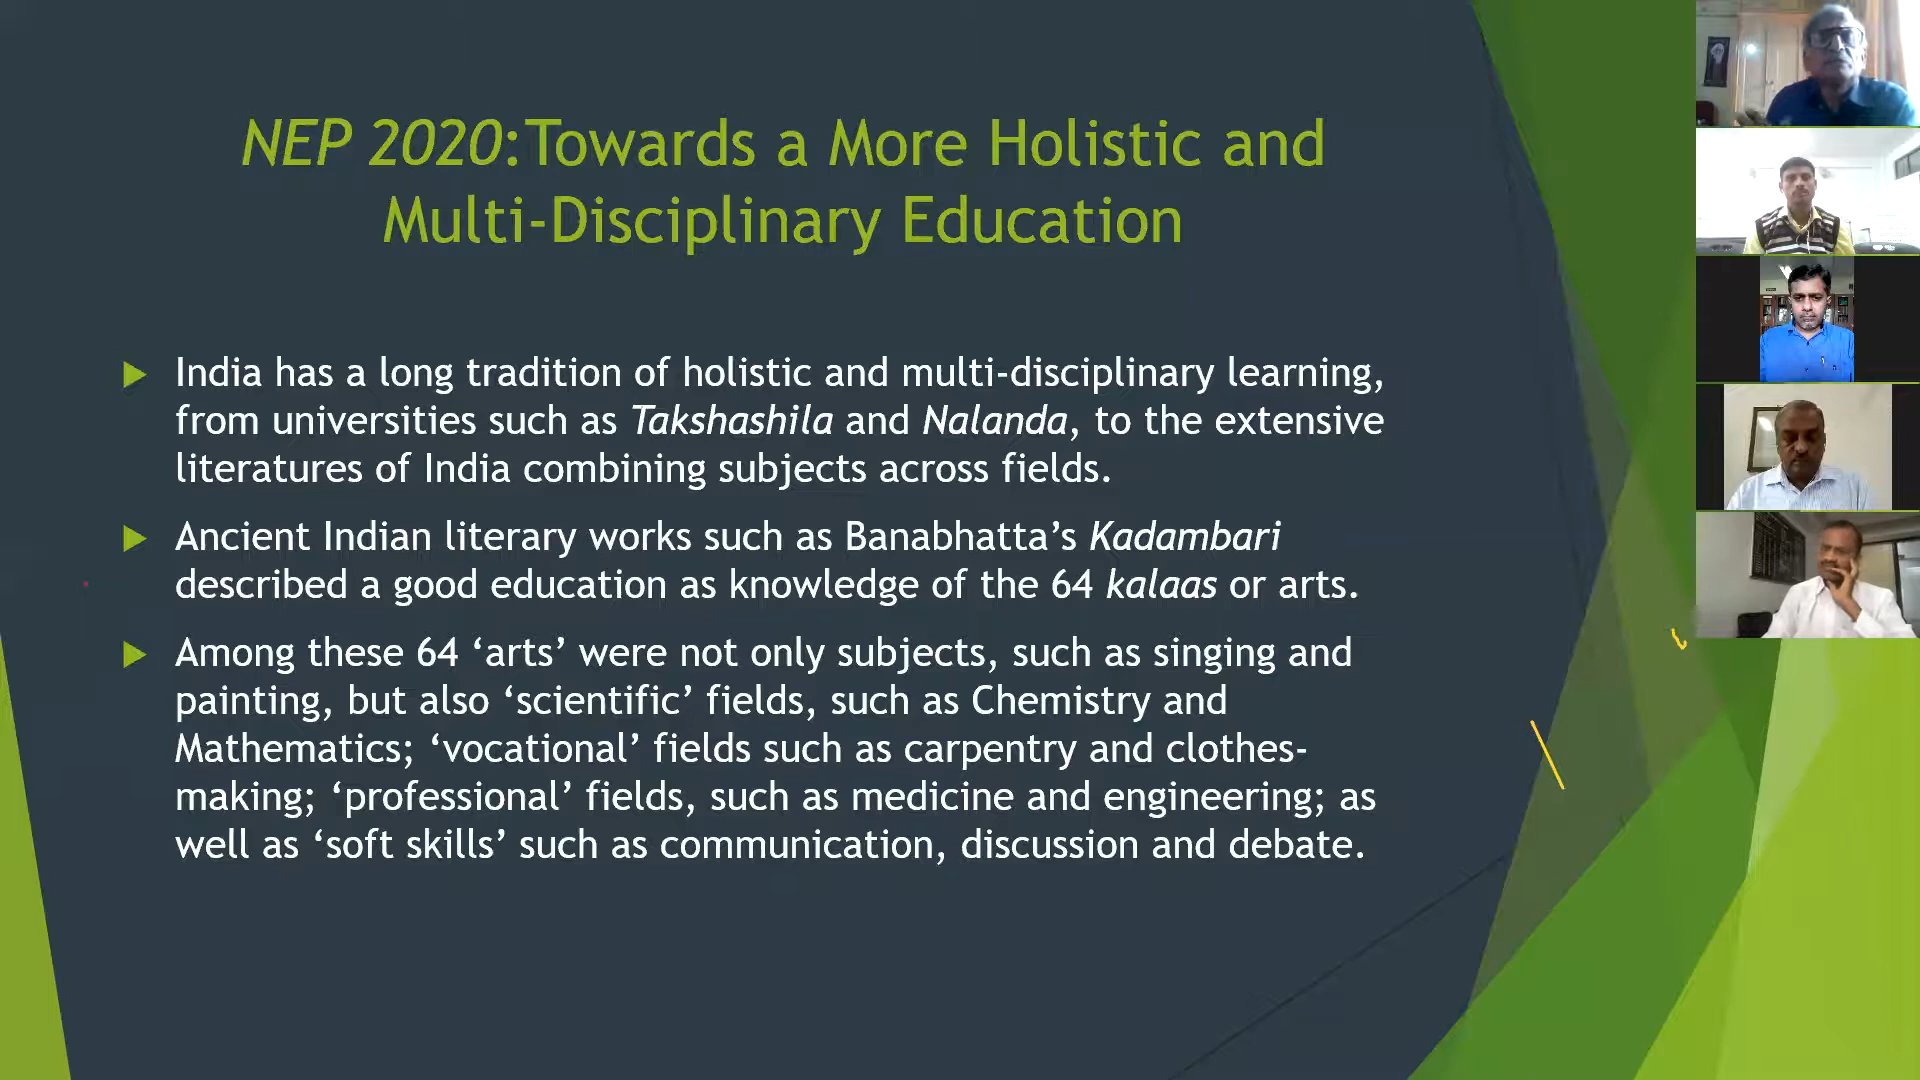 NEP 2020:Towards a More Holistic and
Multi-Disciplinary Education
India has a long tradition of holistic and multi-disciplinary learning,
from universities such as Takshashila and Nalanda, to the extensive
literatures of India combining subjects across fields.
Ancient Indian literary works such as Banabhatta’s Kadambari
described a good education as knowledge of the 64 kalaas or arts.
Among these 64 ‘arts’ were not only subjects, such as singing and
painting, but also ‘scientific’ fields, such as Chemistry and
Mathematics; ‘vocational’ fields such as carpentry and clothes-
making; ‘professional’ fields, such as medicine and engineering; as
well as ‘soft skills’ such as communication, discussion and debate.